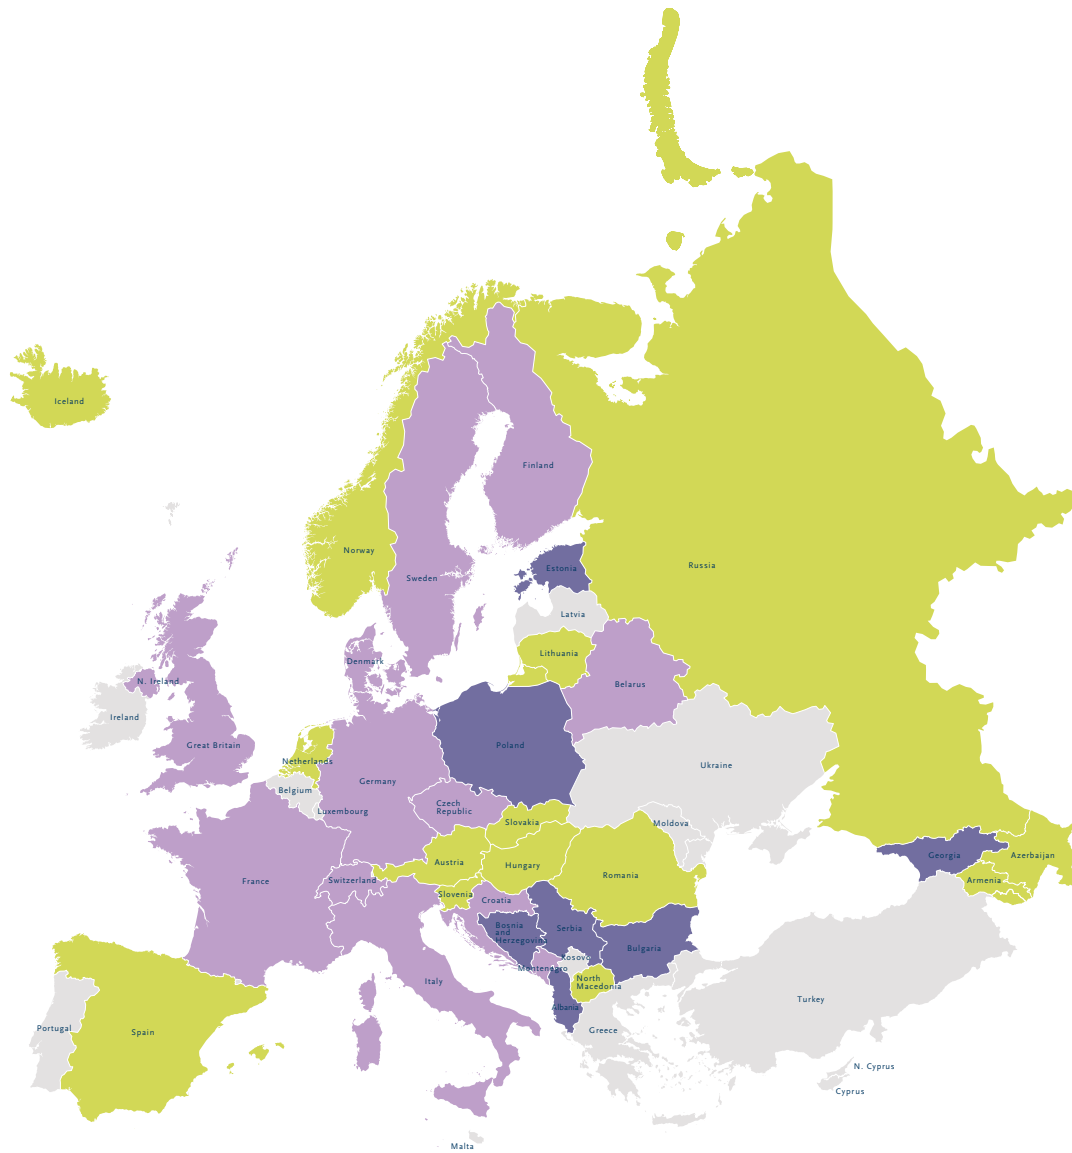 Iceland
Finland
Norway
Russia
Estonia
Sweden
Latvia
Lithuania
Denmark
N. Ireland
Belarus
Ireland
Great Britain
Poland
Netherlands
Ukraine
Germany
Belgium
Czech
Republic
Luxembourg
Slovakia
Moldova
Georgia
Azerbaijan
Austria
Hungary
Romania
France
Switzerland
Armenia
Slovenia
Croatia
Bosnia
and
Herzegovina
Serbia
Bulgaria
Kosovo
Montenegro
Italy
North
Macedonia
Turkey
Albania
Portugal
Spain
Greece
N. Cyprus
Cyprus
Malta